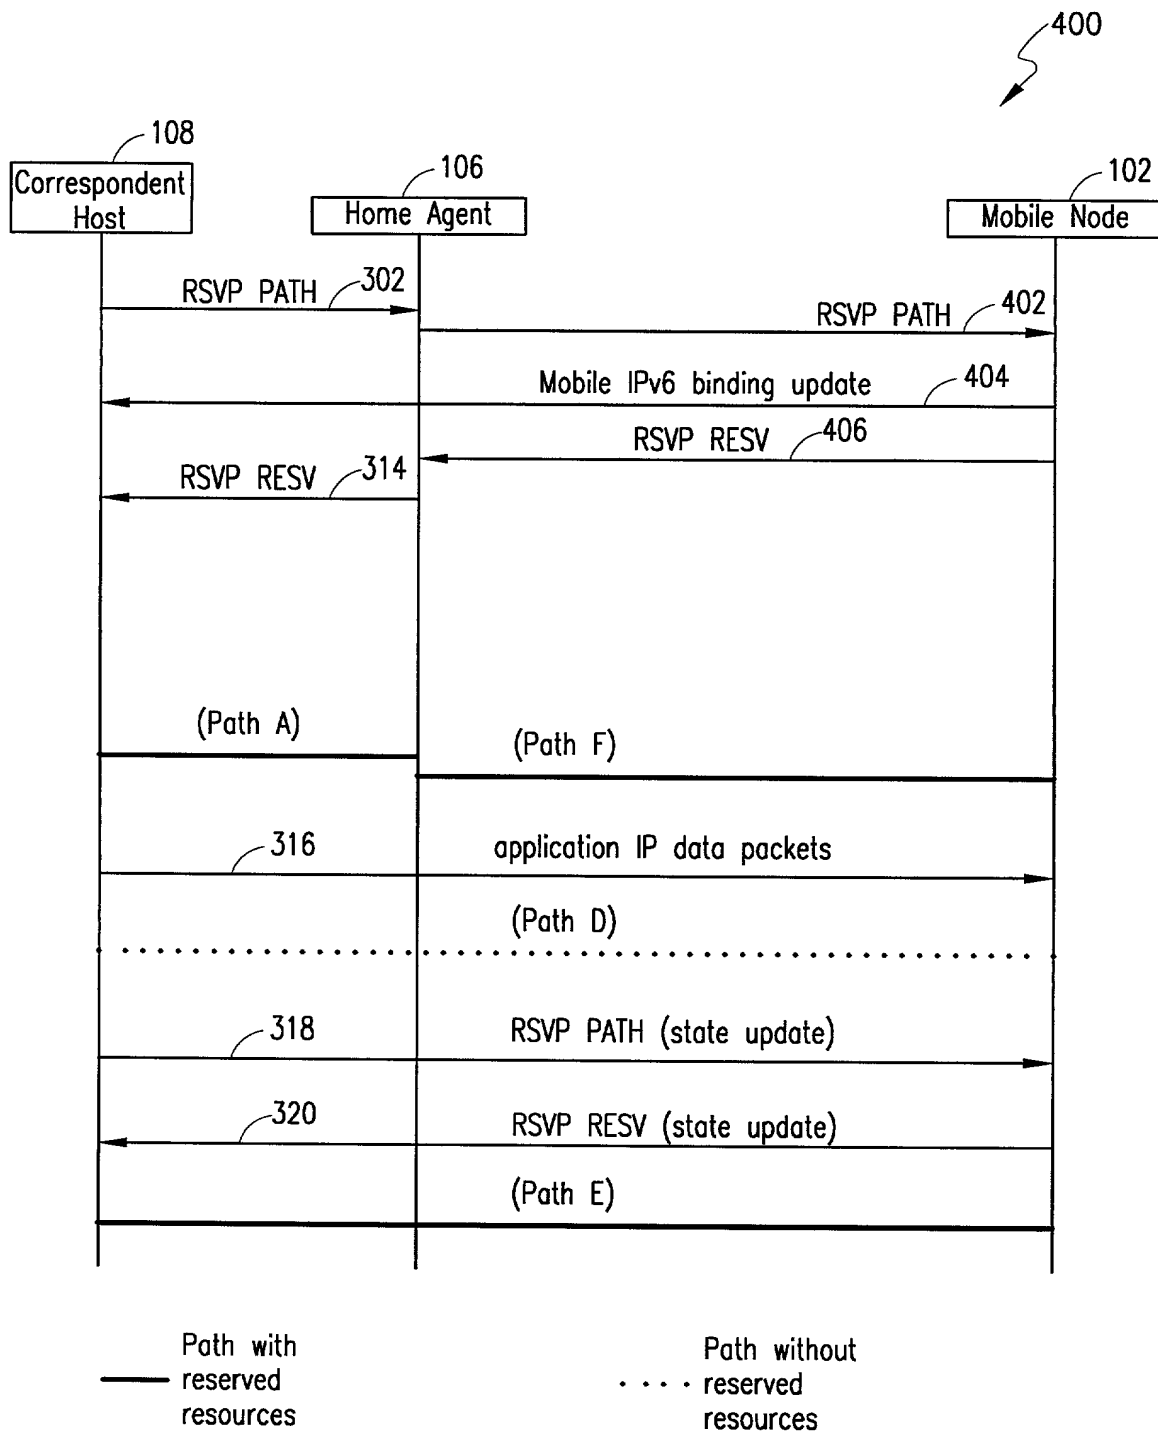 400
108
Correspondent
Host
106
Home Agent
102
Mobile Node
RSVP PATH
302
RSVP PATH
402
Mobile IPv6 binding update
404
RSVP RESV
406
RSVP RESV
314
(Path A)
(Path F)
316
application IP data packets
(Path D)
318
RSVP PATH (state update)
320
RSVP RESV (state update)
(Path E)
Path with
reserved
resources
Path without
reserved
resources